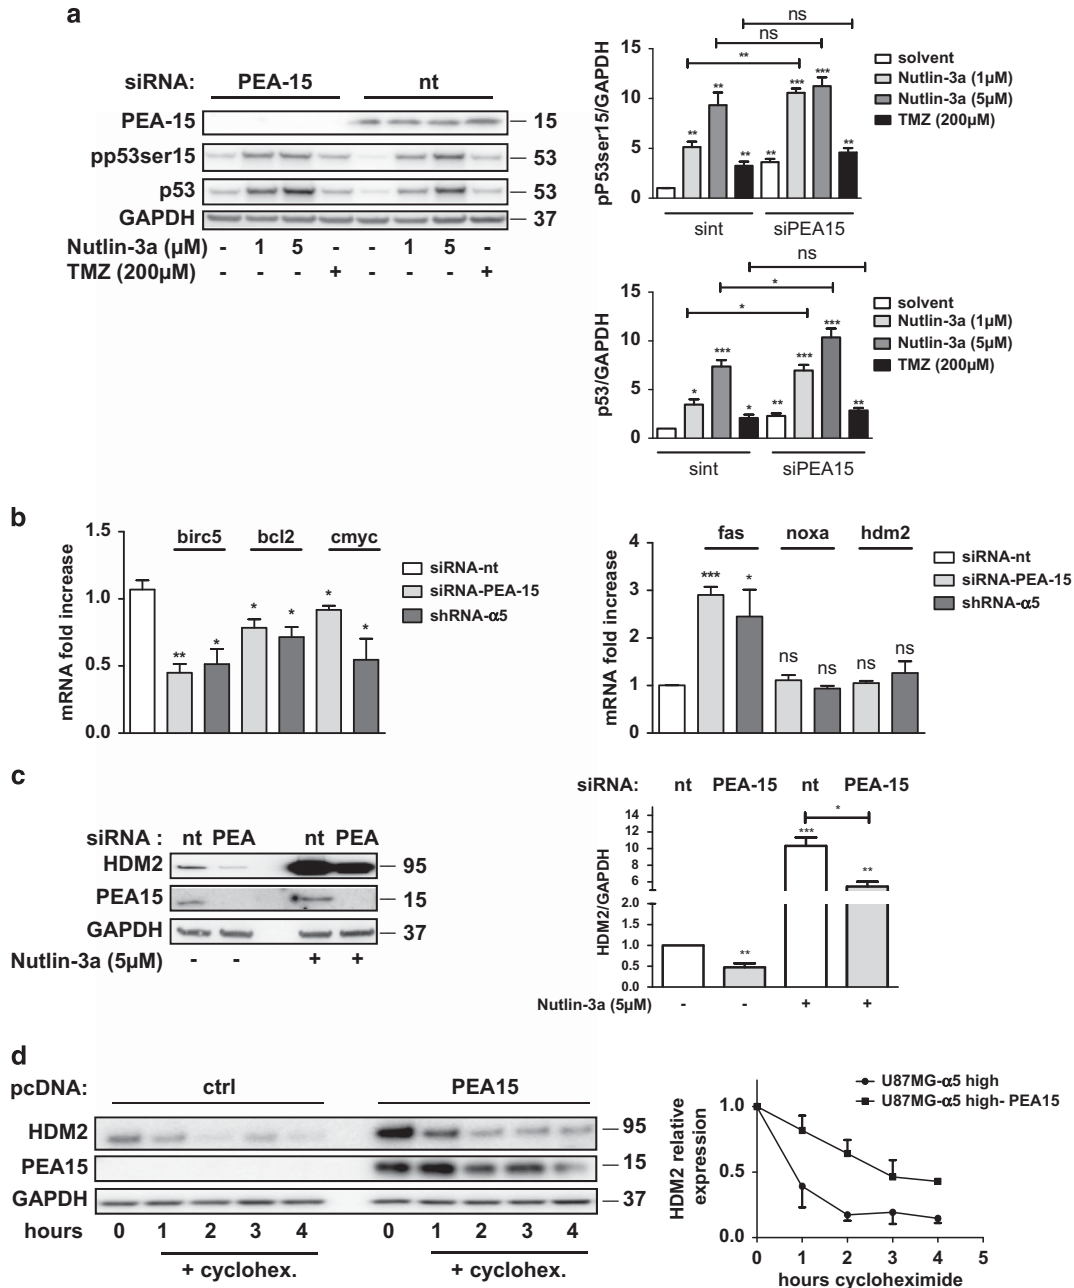 a
siRNA: PEA-15 nt
PEA-15 15
pp53ser15 53
p53 53
GAPDH 37
Nutlin-3a (µM) - 1 5 - - 1 5 -
TMZ (200µM) - - - + - - - +
ns
ns
**
pP53ser15/GAPDH
15
10
5
0
** ** ** ** *** *** **
sint siPEA15
solvent
Nutlin-3a (1µM)
Nutlin-3a (5µM)
TMZ (200µM)
ns
*
*
p53/GAPDH
15
10
5
0
* *** * ** *** *** **
sint siPEA15
solvent
Nutlin-3a (1µM)
Nutlin-3a (5µM)
TMZ (200µM)
b
mRNA fold increase
1.5
1.0
0.5
0.0
birc5 bcl2 cmyc
** * * * * *
siRNA-nt
siRNA-PEA-15
shRNA-α5
mRNA fold increase
4
3
2
1
0
fas noxa hdm2
*** * ns ns ns ns
siRNA-nt
siRNA-PEA-15
shRNA-α5
c
siRNA : nt PEA nt PEA
HDM2 95
PEA15 15
GAPDH 37
Nutlin-3a (5µM) - - + +
siRNA: nt PEA-15 nt PEA-15
HDM2/GAPDH
14
12
10
8
6
2.0
1.0
0.5
0.0
** *** ** *
Nutlin-3a (5µM) - - + +
d
pcDNA: ctrl PEA15
HDM2 95
PEA15 15
GAPDH 37
hours 0 1 2 3 4 0 1 2 3 4
+ cyclohex. + cyclohex.
U87MG-α5 high
U87MG-α5 high- PEA15
HDM2 relative
expression
1.0
0.5
0.0
0 1 2 3 4 5
hours cycloheximide